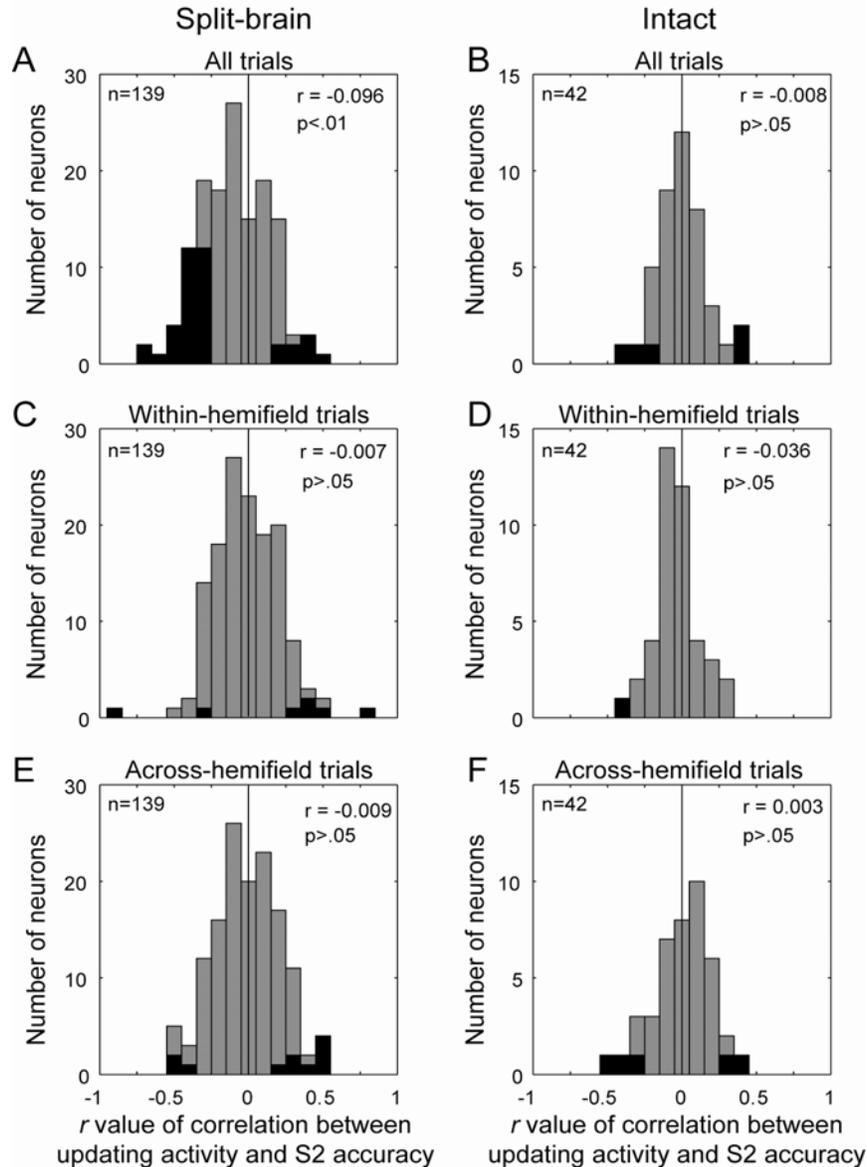 Split-brain
Intact
A
All trials
B
All trials
30
20
10
0
Number of neurons
n=139
r = -0.096
p<.01
15
10
5
0
Number of neurons
n=42
r = -0.008
p>.05
C
Within-hemifield trials
D
Within-hemifield trials
30
20
10
0
Number of neurons
n=139
r = -0.007
p>.05
15
10
5
0
Number of neurons
n=42
r = -0.036
p>.05
E
Across-hemifield trials
F
Across-hemifield trials
30
20
10
0
Number of neurons
n=139
r = -0.009
p>.05
15
10
5
0
Number of neurons
n=42
r = 0.003
p>.05
-1 -0.5 0 0.5 1
r value of correlation between
updating activity and S2 accuracy
-1 -0.5 0 0.5 1
r value of correlation between
updating activity and S2 accuracy